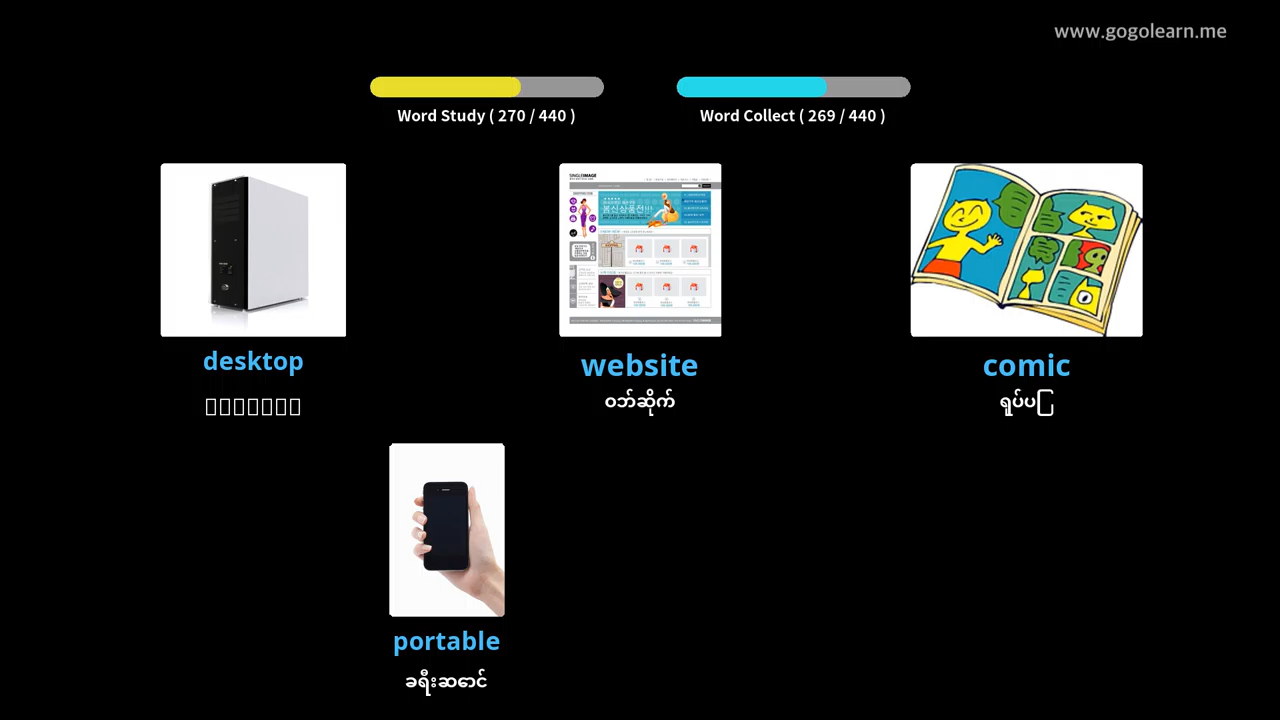 www.gogolearn.me
Word Study ( 270 / 440 )
Word Collect ( 269 / 440 )
desktop
website
ဝဘ်ဆိုက်
comic
ရုပ်ပြ
portable
ခရီးဆောင်